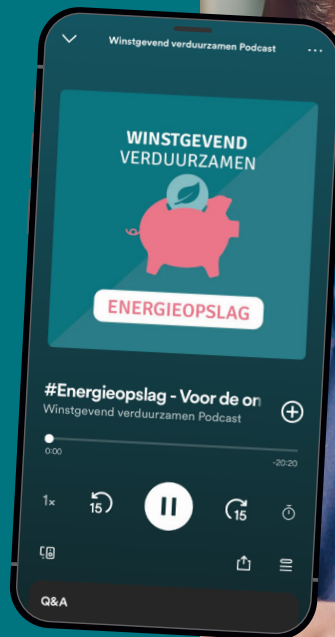 Winstgevend verduurzamen Podcast
WINSTGEVEND
VERDUURZAMEN
ENERGIEOPSLAG
#Energieopslag - Voor de on
Winstgevend verduurzamen Podcast
0:00
-20:20
1x
15
15
Q&A